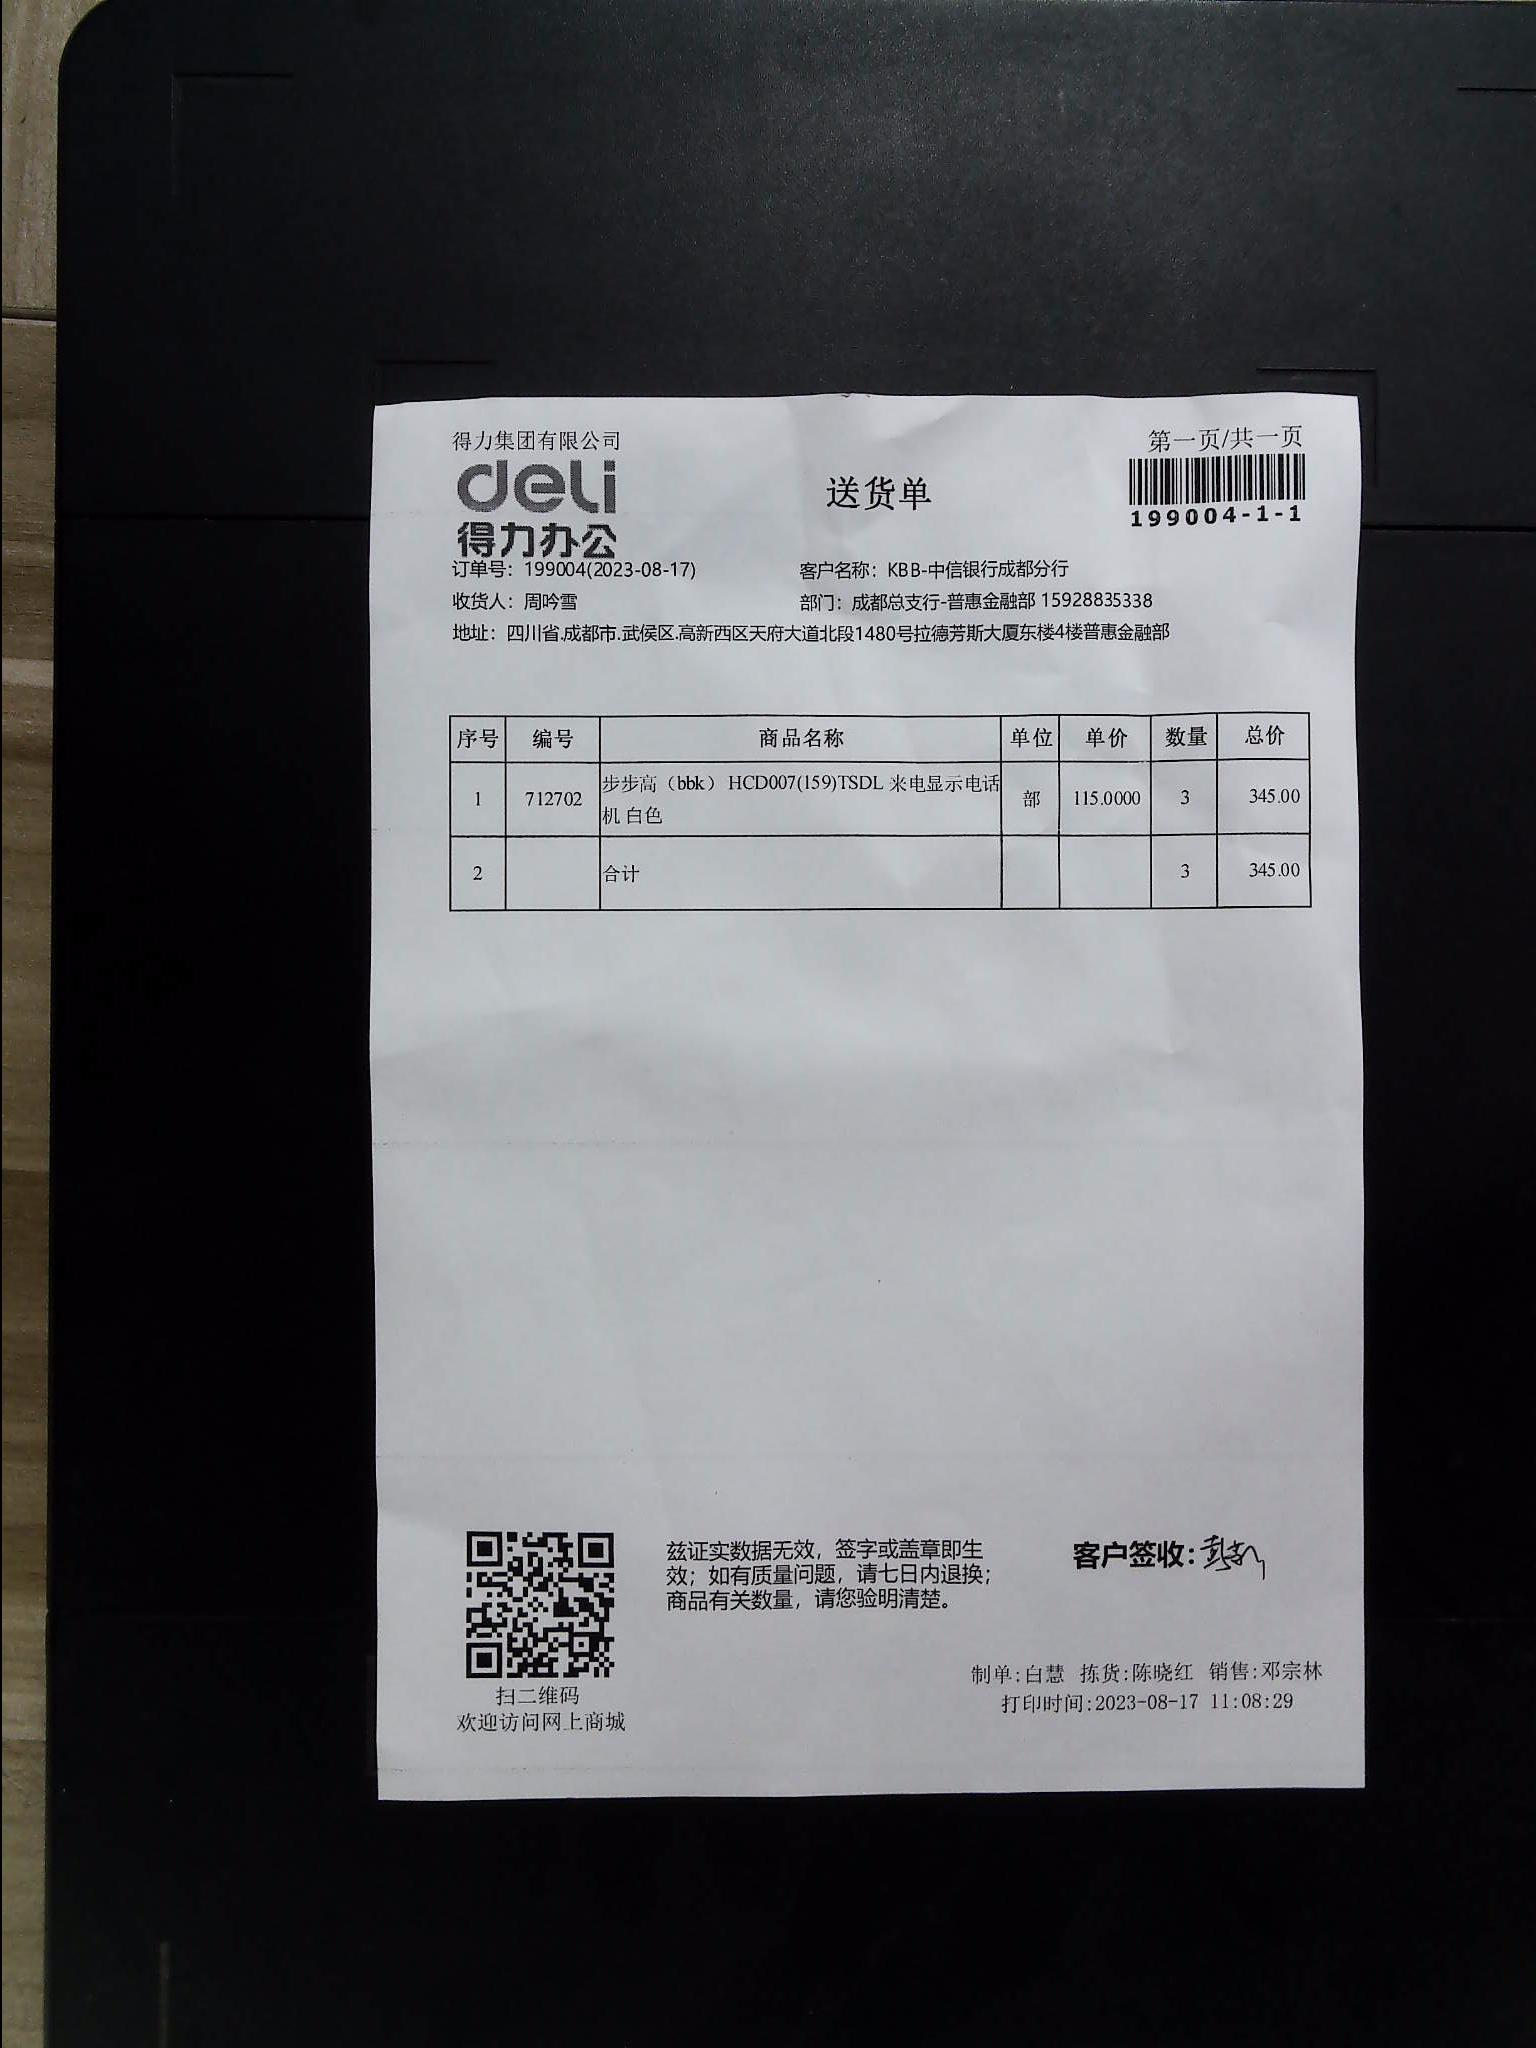 得力集团有限公司
第一页/共一页
deli
得力办公
送货单
199004-1-1
订单号：199004(2023-08-17)
客户名称：KBB-中信银行成都分行
收货人：周吟雪
部门：成都总支行-普惠金融部 15928835338
地址：四川省.成都市.武侯区.高新西区天府大道北段1480号拉德芳斯大厦东楼4楼普惠金融部
序号 编号 商品名称 单位 单价 数量 总价
1 712702 步步高（bbk） HCD007(159)TSDL 来电显示电话 部 115.0000 3 345.00
机 白色
2 合计 3 345.00
兹证实数据无效，签字或盖章即生
效；如有质量问题，请七日内退换；
商品有关数量，请您验明清楚。
客户签收:
扫二维码
欢迎访问网上商城
制单:白慧 拣货:陈晓红 销售:邓宗林
打印时间:2023-08-17 11:08:29